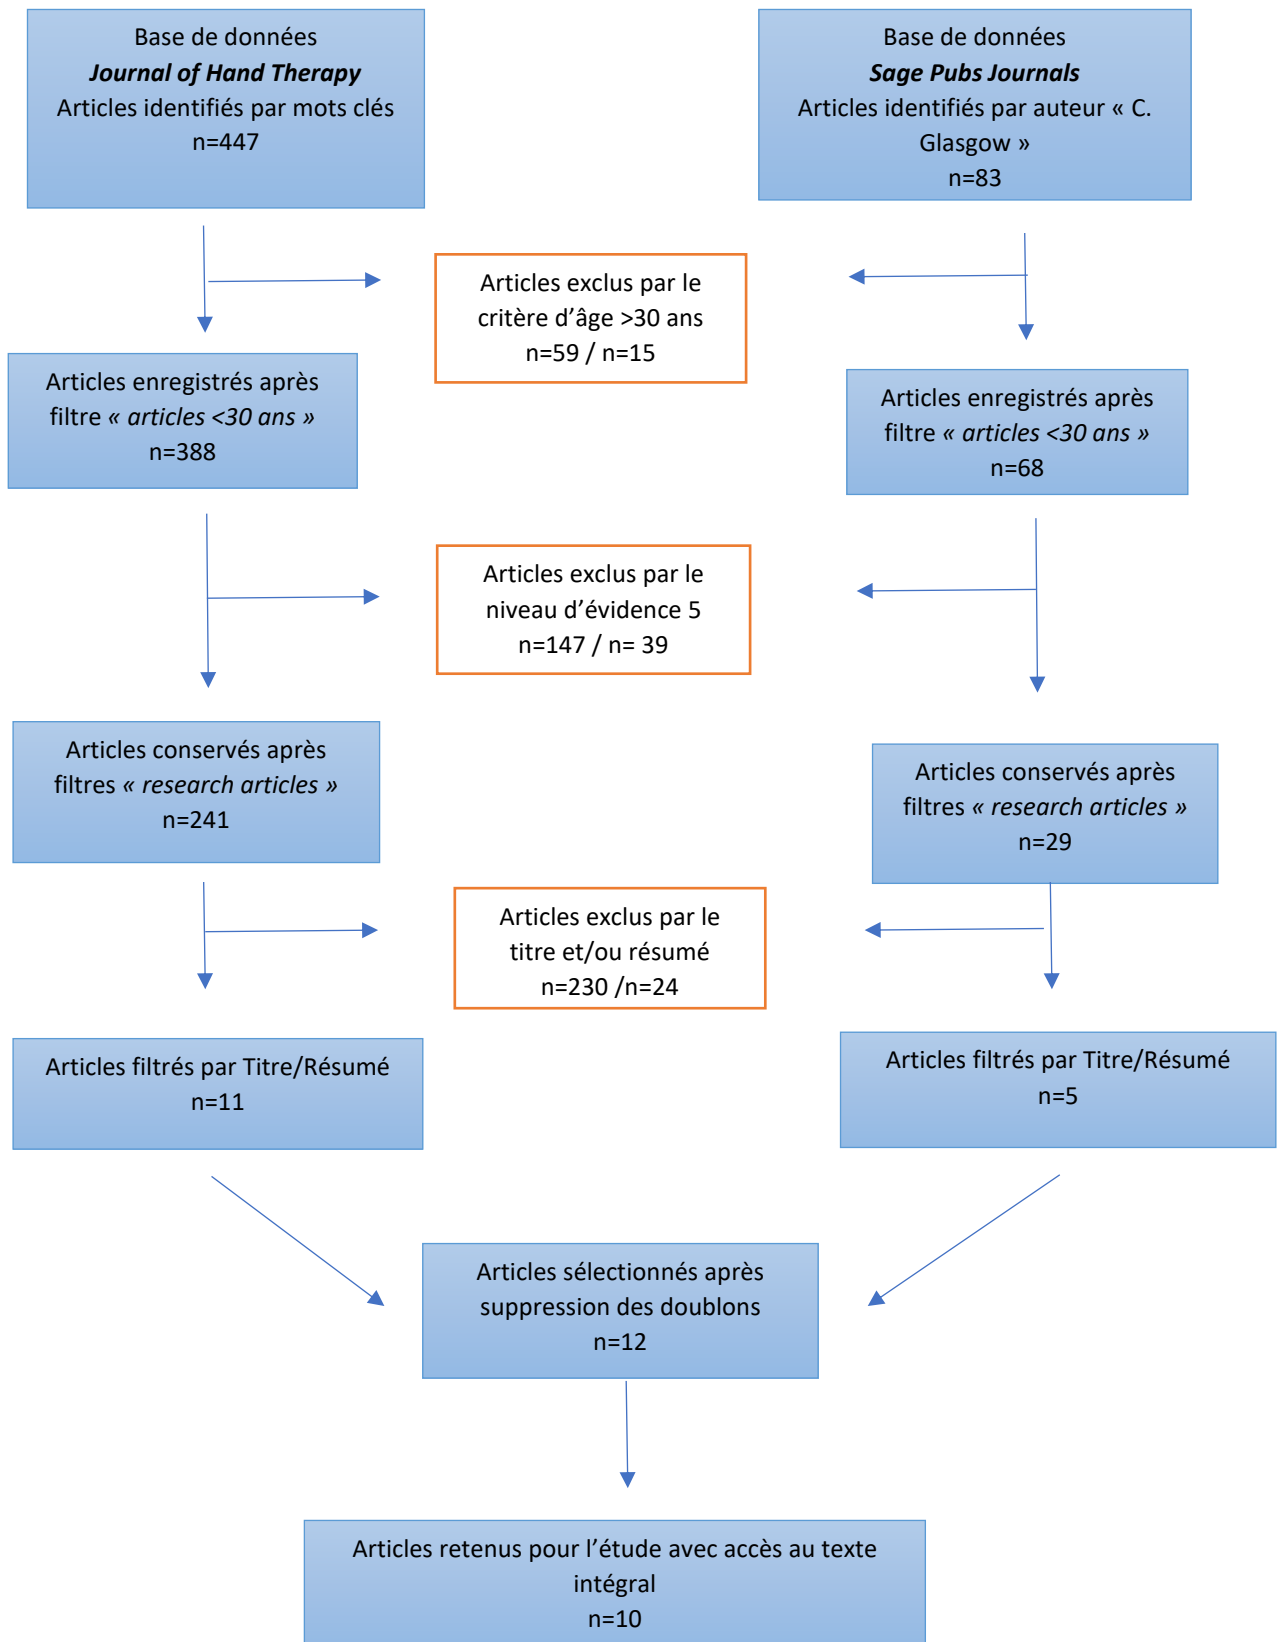 Base de données
Journal of Hand Therapy
Articles identifiés par mots clés
n=447
Base de données
Sage Pubs Journals
Articles identifiés par auteur « C.
Glasgow »
n=83
Articles exclus par le
critère d’âge >30 ans
n=59 / n=15
Articles enregistrés après
filtre « articles <30 ans »
n=388
Articles enregistrés après
filtre « articles <30 ans »
n=68
Articles exclus par le
niveau d’évidence 5
n=147 / n= 39
Articles conservés après
filtres « research articles »
n=241
Articles conservés après
filtres « research articles »
n=29
Articles exclus par le
titre et/ou résumé
n=230 /n=24
Articles filtrés par Titre/Résumé
n=11
Articles filtrés par Titre/Résumé
n=5
Articles sélectionnés après
suppression des doublons
n=12
Articles retenus pour l’étude avec accès au texte
intégral
n=10